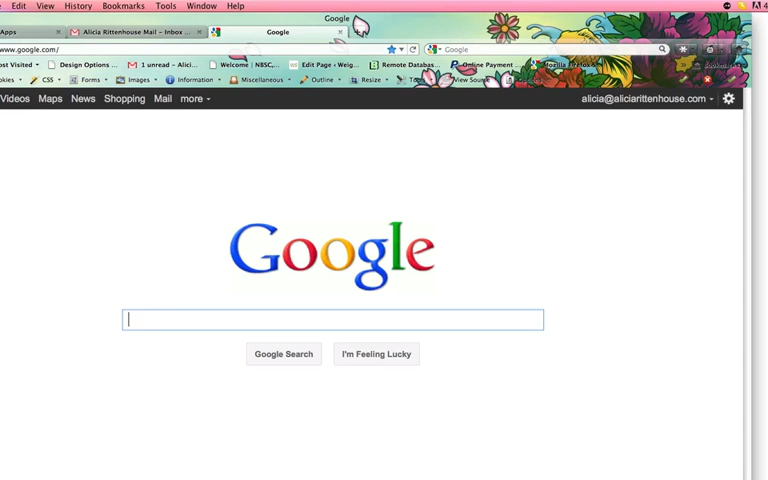 Edit View History Bookmarks Tools Window Help
Google
Apps Alicia Rittenhouse Mail – Inbox ... Google
www.google.com/ Google
ost Visited Design Options ... 1 unread – Alici... Welcome | NBSC, ... Edit Page ‹ Weig... Remote Databas... Online Payment ... Mozilla Firefox
okies CSS Forms Images Information Miscellaneous Outline Resize View Sour
Videos Maps News Shopping Mail more alicia@aliciarittenhouse.com
Google
Google Search I'm Feeling Lucky